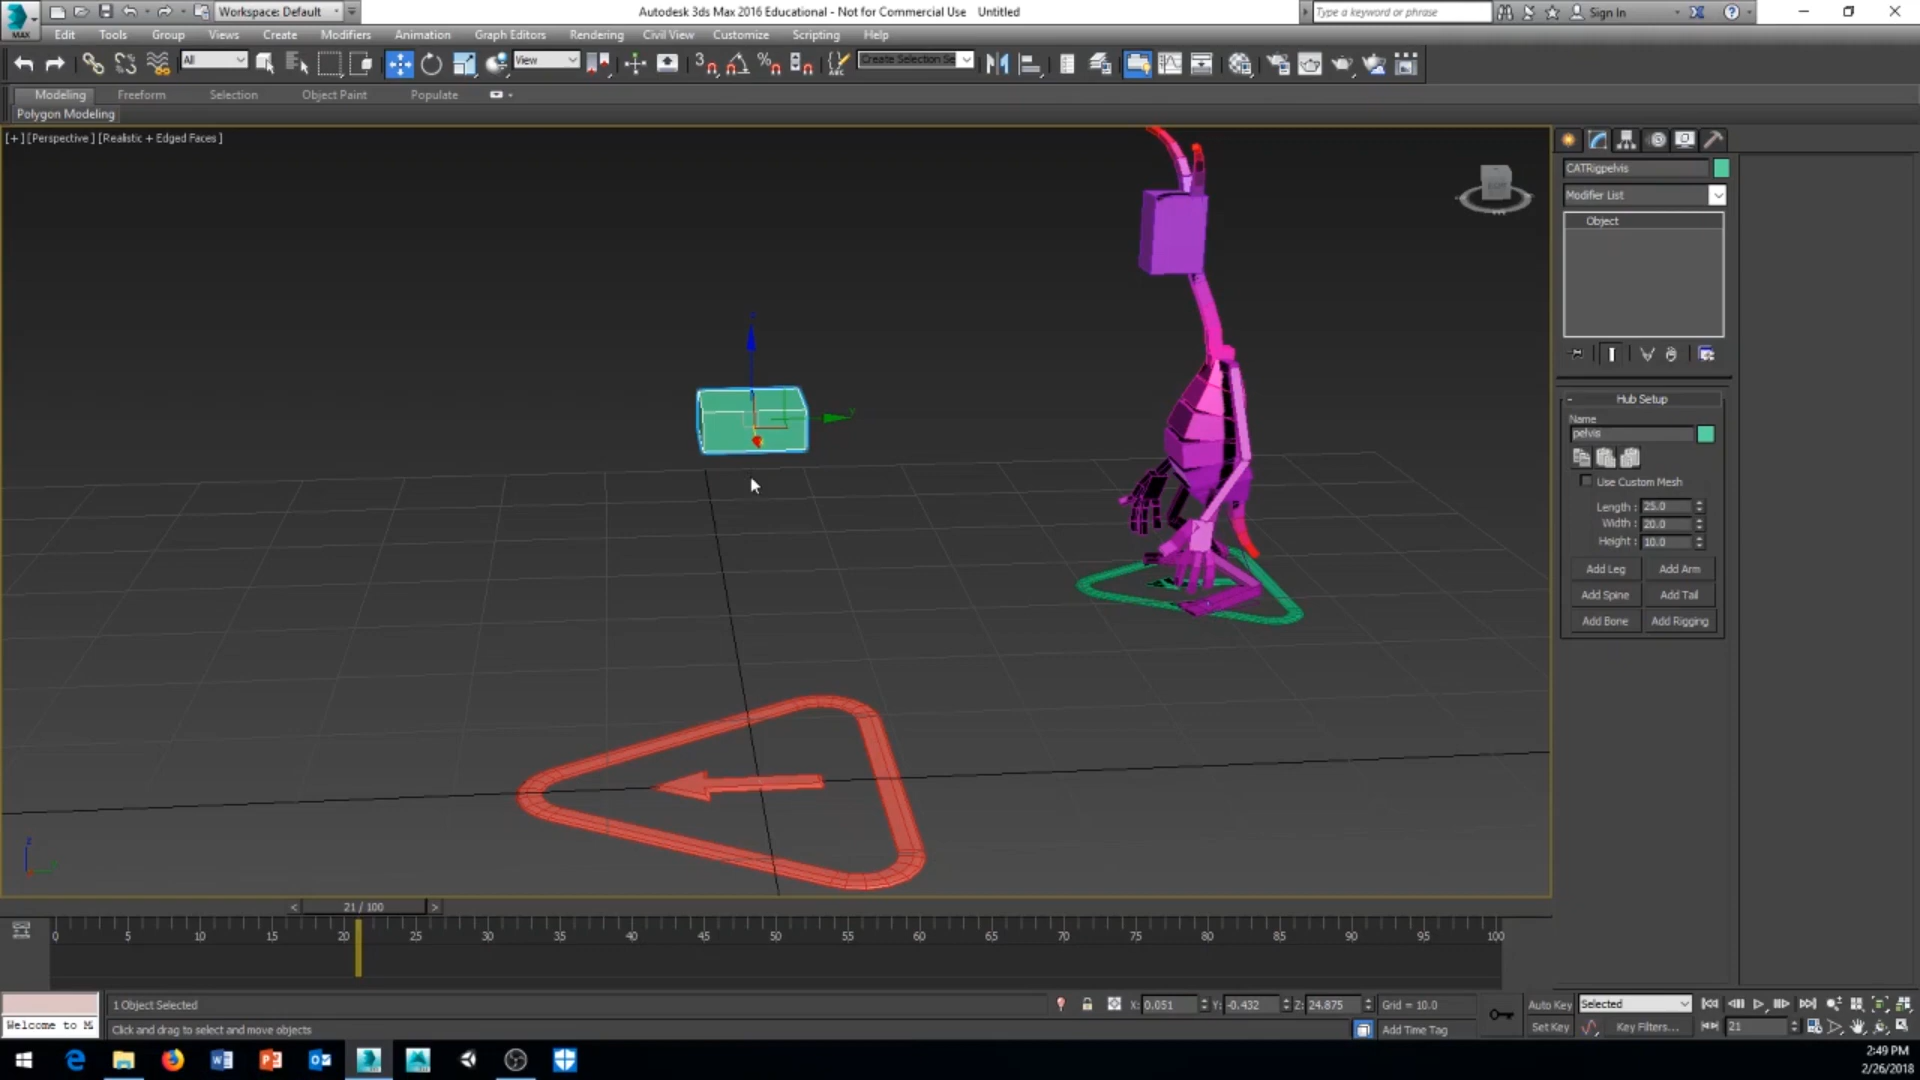 Workspace: Default
Autodesk 3ds Max 2016 Educational - Not for Commercial Use   Untitled
Type a keyword or phrase
Sign In
MAX
Edit Tools Group Views Create Modifiers Animation Graph Editors Rendering Civil View Customize Scripting Help
All
View
Create Selection Se
Modeling Freeform Selection Object Paint Populate
Polygon Modeling
[+] [Perspective] [Realistic + Edged Faces]
CATRigpelvis
Modifier List
Object
- Hub Setup
Name
pelvis
Use Custom Mesh
Length : 25.0
Width : 20.0
Height : 10.0
Add Leg Add Arm
Add Spine Add Tail
Add Bone Add Rigging
< 21 / 100 >
0 5 10 15 20 25 30 35 40 45 50 55 60 65 70 75 80 85 90 95 100
1 Object Selected
X: 0.051 Y: -0.432 Z: 24.875 Grid = 10.0
Auto Key Selected
Welcome to M
Click and drag to select and move objects
Add Time Tag
Set Key Key Filters... 21
2:49 PM
2/26/2018